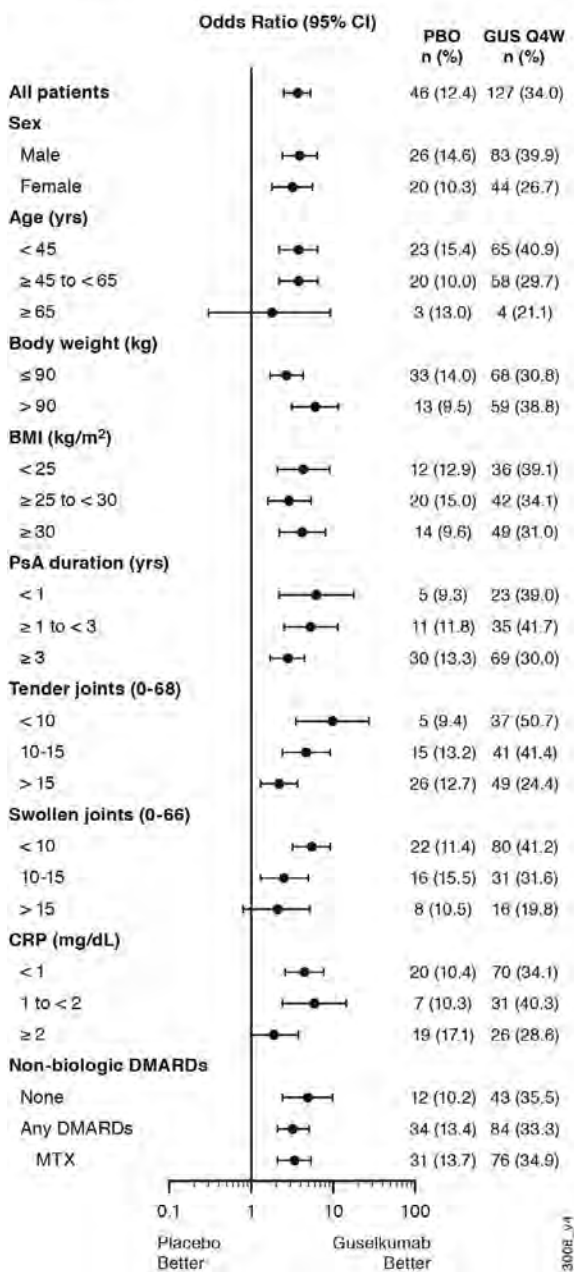 Odds Ratio (95% CI)
PBO GUS Q4W
n (%) n (%)
All patients 46 (12.4) 127 (34.0)
Sex
Male 26 (14.6) 83 (39.9)
Female 20 (10.3) 44 (26.7)
Age (yrs)
< 45 23 (15.4) 65 (40.9)
≥ 45 to < 65 20 (10.0) 58 (29.7)
≥ 65 3 (13.0) 4 (21.1)
Body weight (kg)
≤ 90 33 (14.0) 68 (30.8)
> 90 13 (9.5) 59 (38.8)
BMI (kg/m²)
< 25 12 (12.9) 36 (39.1)
≥ 25 to < 30 20 (15.0) 42 (34.1)
≥ 30 14 (9.6) 49 (31.0)
PsA duration (yrs)
< 1 5 (9.3) 23 (39.0)
≥ 1 to < 3 11 (11.8) 35 (41.7)
≥ 3 30 (13.3) 69 (30.0)
Tender joints (0-68)
< 10 5 (9.4) 37 (50.7)
10-15 15 (13.2) 41 (41.4)
> 15 26 (12.7) 49 (24.4)
Swollen joints (0-66)
< 10 22 (11.4) 80 (41.2)
10-15 16 (15.5) 31 (31.6)
> 15 8 (10.5) 16 (19.8)
CRP (mg/dL)
< 1 20 (10.4) 70 (34.1)
1 to < 2 7 (10.3) 31 (40.3)
≥ 2 19 (17.1) 26 (28.6)
Non-biologic DMARDs
None 12 (10.2) 43 (35.5)
Any DMARDs 34 (13.4) 84 (33.3)
MTX 31 (13.7) 76 (34.9)
0.1 1 10 100
Placebo Guselkumab
Better Better
3006_v4